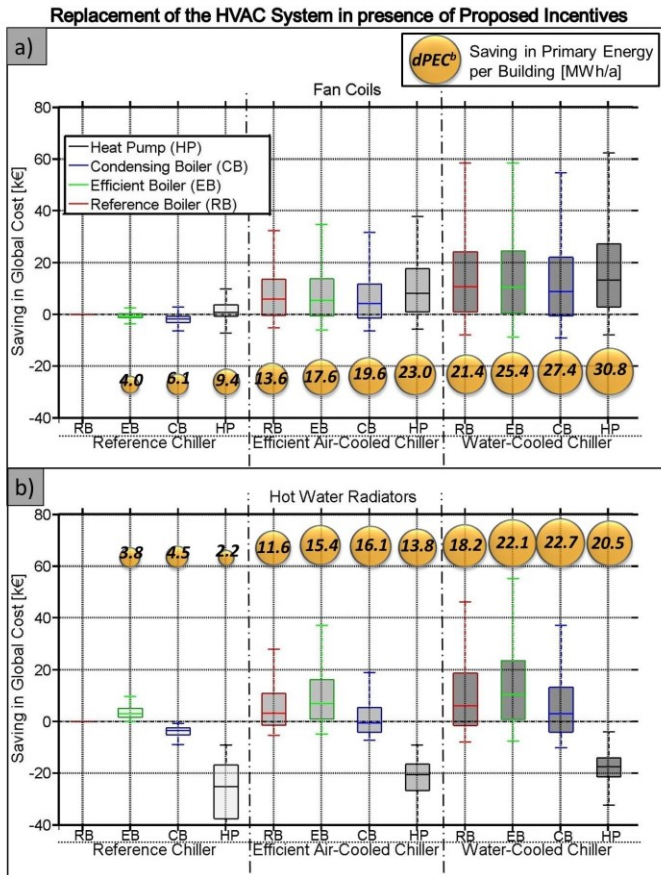 Replacement of the HVAC System in presence of Proposed Incentives
a)
dPECᵇ
Saving in Primary Energy
per Building [MWh/a]
Fan Coils
Heat Pump (HP)
Condensing Boiler (CB)
Efficient Boiler (EB)
Reference Boiler (RB)
Saving in Global Cost [k€]
80
60
40
20
0
-20
-40
4.0 6.1 9.4 13.6 17.6 19.6 23.0 21.4 25.4 27.4 30.8
RB EB CB HP RB EB CB HP RB EB CB HP
Reference Chiller Efficient Air-Cooled Chiller Water-Cooled Chiller
b)
Hot Water Radiators
Saving in Global Cost [k€]
80
60
40
20
0
-20
-40
3.8 4.5 2.2 11.6 15.4 16.1 13.8 18.2 22.1 22.7 20.5
RB EB CB HP RB EB CB HP RB EB CB HP
Reference Chiller Efficient Air-Cooled Chiller Water-Cooled Chiller